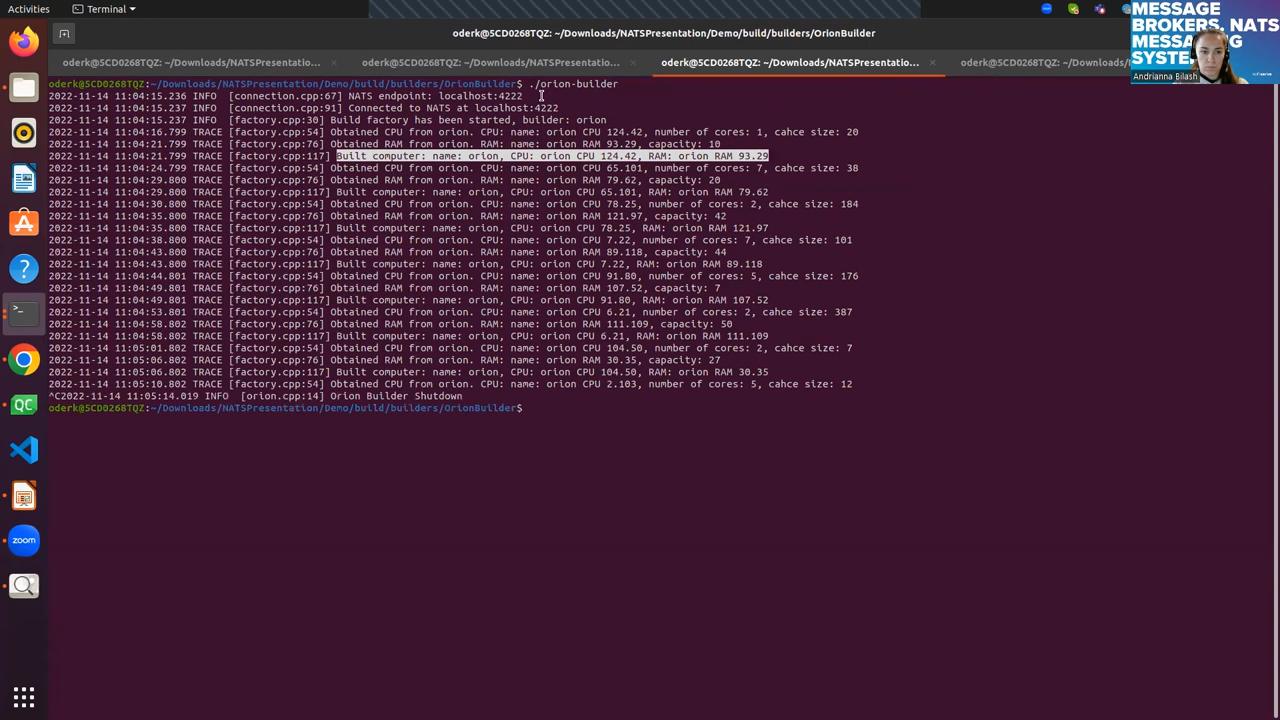 Activities
Terminal
oderk@5CD0268TQZ: ~/Downloads/NATSPresentation/Demo/build/builders/OrionBuilder
oderk@5CD0268TQZ: ~/Downloads/NATSPresentatio...
oderk@5CD0268TQZ: ~/Downloads/NATSPresentation...
oderk@5CD0268TQZ: ~/Downloads/NATSPresentatio...
oderk@5CD0268TQZ: ~/Downloads/NATSPresentation/
MESSAGE
BROKERS. NATS
MESSAGING
SYSTEM
Andrianna Bilash
oderk@5CD0268TQZ:~/Downloads/NATSPresentation/Demo/build/builders/OrionBuilder$ ./orion-builder
2022-11-14 11:04:15.236 INFO  [connection.cpp:67] NATS endpoint: localhost:4222
2022-11-14 11:04:15.237 INFO  [connection.cpp:91] Connected to NATS at localhost:4222
2022-11-14 11:04:15.237 INFO  [factory.cpp:30] Build factory has been started, builder: orion
2022-11-14 11:04:16.799 TRACE [factory.cpp:54] Obtained CPU from orion. CPU: name: orion CPU 124.42, number of cores: 1, cahce size: 20
2022-11-14 11:04:21.799 TRACE [factory.cpp:76] Obtained RAM from orion. RAM: name: orion RAM 93.29, capacity: 10
2022-11-14 11:04:21.799 TRACE [factory.cpp:117] Built computer: name: orion, CPU: orion CPU 124.42, RAM: orion RAM 93.29
2022-11-14 11:04:24.799 TRACE [factory.cpp:54] Obtained CPU from orion. CPU: name: orion CPU 65.101, number of cores: 7, cahce size: 38
2022-11-14 11:04:29.800 TRACE [factory.cpp:76] Obtained RAM from orion. RAM: name: orion RAM 79.62, capacity: 20
2022-11-14 11:04:29.800 TRACE [factory.cpp:117] Built computer: name: orion, CPU: orion CPU 65.101, RAM: orion RAM 79.62
2022-11-14 11:04:30.800 TRACE [factory.cpp:54] Obtained CPU from orion. CPU: name: orion CPU 78.25, number of cores: 2, cahce size: 184
2022-11-14 11:04:35.800 TRACE [factory.cpp:76] Obtained RAM from orion. RAM: name: orion RAM 121.97, capacity: 42
2022-11-14 11:04:35.800 TRACE [factory.cpp:117] Built computer: name: orion, CPU: orion CPU 78.25, RAM: orion RAM 121.97
2022-11-14 11:04:38.800 TRACE [factory.cpp:54] Obtained CPU from orion. CPU: name: orion CPU 7.22, number of cores: 7, cahce size: 101
2022-11-14 11:04:43.800 TRACE [factory.cpp:76] Obtained RAM from orion. RAM: name: orion RAM 89.118, capacity: 44
2022-11-14 11:04:43.800 TRACE [factory.cpp:117] Built computer: name: orion, CPU: orion CPU 7.22, RAM: orion RAM 89.118
2022-11-14 11:04:44.801 TRACE [factory.cpp:54] Obtained CPU from orion. CPU: name: orion CPU 91.80, number of cores: 5, cahce size: 176
2022-11-14 11:04:49.801 TRACE [factory.cpp:76] Obtained RAM from orion. RAM: name: orion RAM 107.52, capacity: 7
2022-11-14 11:04:49.801 TRACE [factory.cpp:117] Built computer: name: orion, CPU: orion CPU 91.80, RAM: orion RAM 107.52
2022-11-14 11:04:53.801 TRACE [factory.cpp:54] Obtained CPU from orion. CPU: name: orion CPU 6.21, number of cores: 2, cahce size: 387
2022-11-14 11:04:58.802 TRACE [factory.cpp:76] Obtained RAM from orion. RAM: name: orion RAM 111.109, capacity: 50
2022-11-14 11:04:58.802 TRACE [factory.cpp:117] Built computer: name: orion, CPU: orion CPU 6.21, RAM: orion RAM 111.109
2022-11-14 11:05:01.802 TRACE [factory.cpp:54] Obtained CPU from orion. CPU: name: orion CPU 104.50, number of cores: 2, cahce size: 7
2022-11-14 11:05:06.802 TRACE [factory.cpp:76] Obtained RAM from orion. RAM: name: orion RAM 30.35, capacity: 27
2022-11-14 11:05:06.802 TRACE [factory.cpp:117] Built computer: name: orion, CPU: orion CPU 104.50, RAM: orion RAM 30.35
2022-11-14 11:05:10.802 TRACE [factory.cpp:54] Obtained CPU from orion. CPU: name: orion CPU 2.103, number of cores: 5, cahce size: 12
^C2022-11-14 11:05:14.019 INFO  [orion.cpp:14] Orion Builder Shutdown
oderk@5CD0268TQZ:~/Downloads/NATSPresentation/Demo/build/builders/OrionBuilder$
QC
zoom